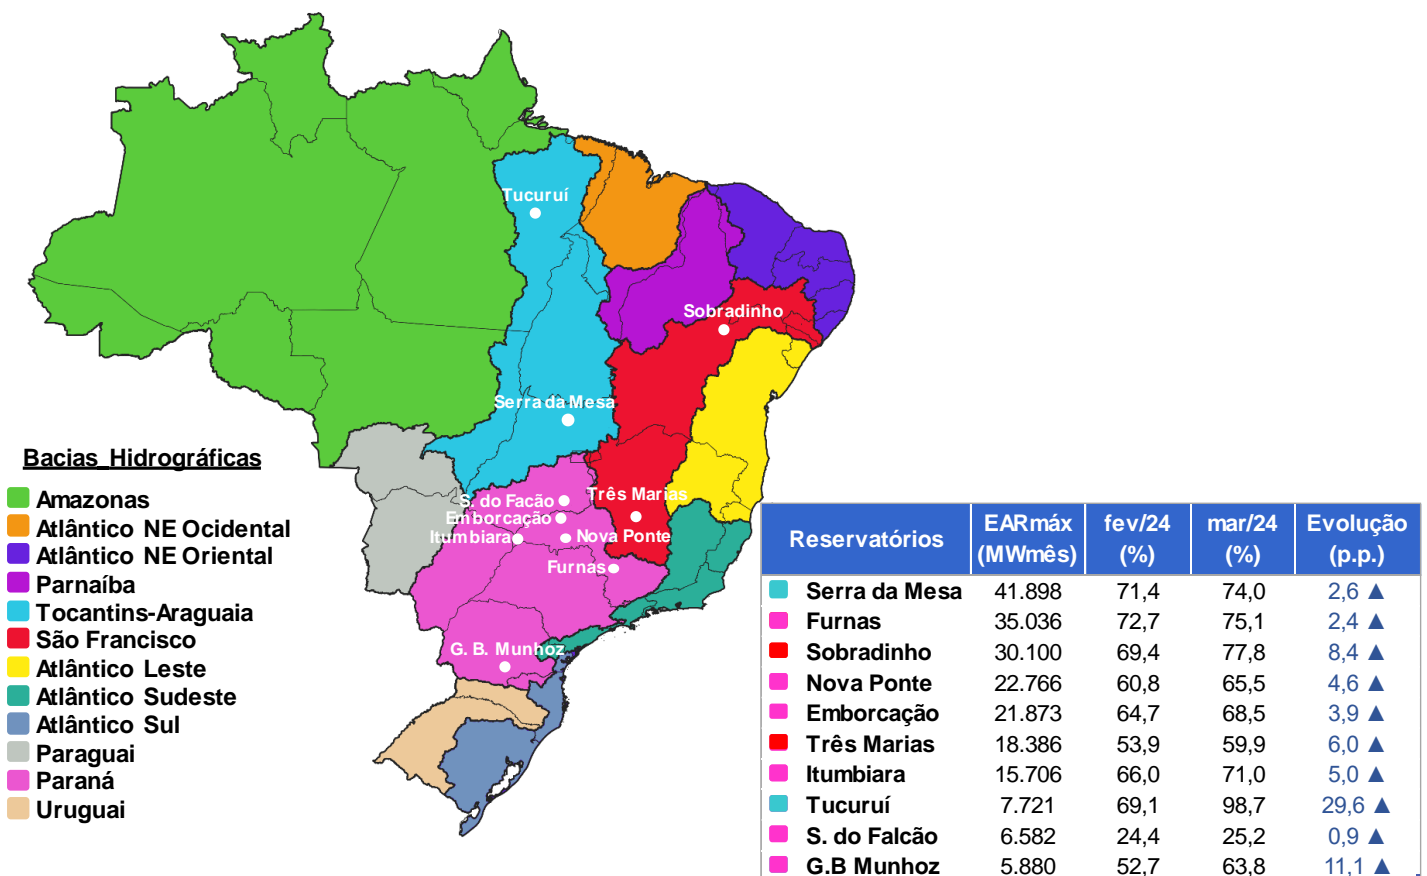 Tucuruí
Sobradinho
Serra da Mesa
S. do Facão
Três Marias
Emborcação
Itumbiara
Nova Ponte
Furnas
G. B. Munhoz
Bacias Hidrográficas
Amazonas
Atlântico NE Ocidental
Atlântico NE Oriental
Parnaíba
Tocantins-Araguaia
São Francisco
Atlântico Leste
Atlântico Sudeste
Atlântico Sul
Paraguai
Paraná
Uruguai
Reservatórios EARmáx (MWmês) fev/24 (%) mar/24 (%) Evolução (p.p.)
Serra da Mesa 41.898 71,4 74,0 2,6 ▲
Furnas 35.036 72,7 75,1 2,4 ▲
Sobradinho 30.100 69,4 77,8 8,4 ▲
Nova Ponte 22.766 60,8 65,5 4,6 ▲
Emborcação 21.873 64,7 68,5 3,9 ▲
Três Marias 18.386 53,9 59,9 6,0 ▲
Itumbiara 15.706 66,0 71,0 5,0 ▲
Tucuruí 7.721 69,1 98,7 29,6 ▲
S. do Falcão 6.582 24,4 25,2 0,9 ▲
G.B Munhoz 5.880 52,7 63,8 11,1 ▲